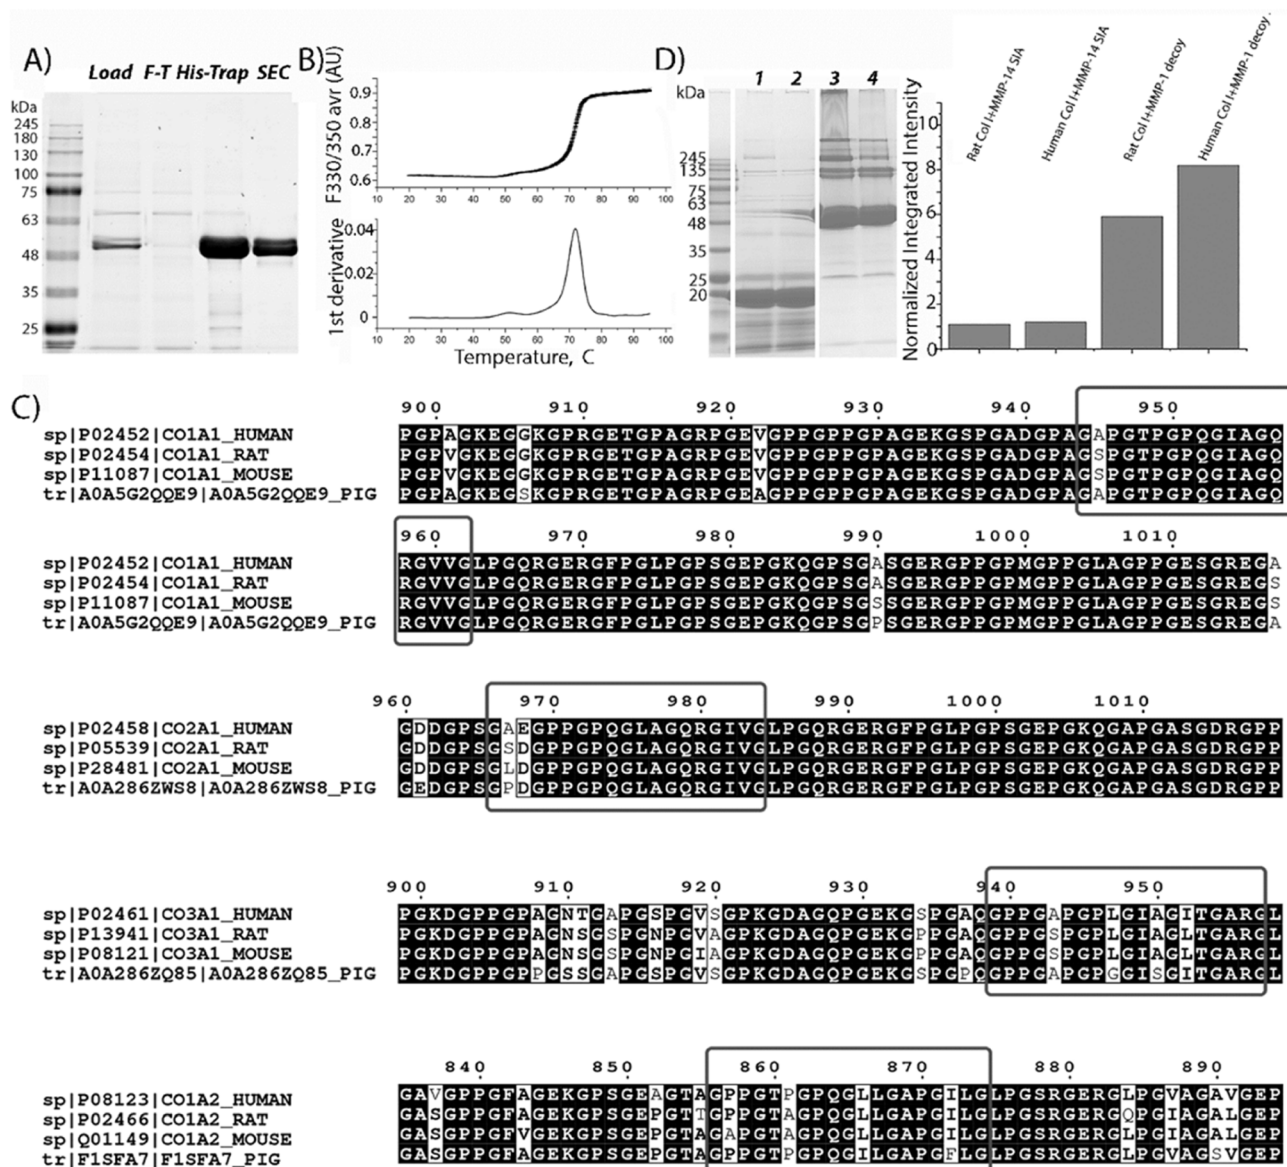 A)
Load F-T His-Trap SEC
kDa
245
180
130
100
75
63
48
35
25
B)
F330/350 avr (AU)
0.9
0.8
0.7
0.6
10 20 30 40 50 60 70 80 90 100
1st derivative
0.04
0.02
0
10 20 30 40 50 60 70 80 90 100
Temperature, C
D)
1 2 3 4
kDa
245
135
75
63
48
35
25
20
Normalized Integrated Intensity
10
8
6
4
2
0
Rat Col I+MMP-14 SIA
Human Col I+MMP-14 SIA
Rat Col I+MMP-1 decoy
Human Col I+MMP-1 decoy
C)
900 910 920 930 940 950
sp|P02452|CO1A1_HUMAN PGPAGKEGGKGPRGETGPAGRPGEVGPPGPPGPAGEKGSPGADGPAGAPGTPGPQGIAGQ
sp|P02454|CO1A1_RAT PGPVGKEGGKGPRGETGPAGRPGEVGPPGPPGPAGEKGSPGADGPAGSPGTPGPQGIAGQ
sp|P11087|CO1A1_MOUSE PGPVGKEGGKGPRGETGPAGRPGEVGPPGPPGPAGEKGSPGADGPAGSPGTPGPQGIAGQ
tr|A0A5G2QQE9|A0A5G2QQE9_PIG PGPAGKEGSKGPRGETGPAGRPGEAGPPGPPGPAGEKGSPGADGPAGAPGTPGPQGIAGQ
960 970 980 990 1000 1010
sp|P02452|CO1A1_HUMAN RGVVGLPGQRGERGFPGLPGPSGEPGKQGPSGASGERGPPGPMGPPGLAGPPGESGREGA
sp|P02454|CO1A1_RAT RGVVGLPGQRGERGFPGLPGPSGEPGKQGPSGASGERGPPGPMGPPGLAGPPGESGREGS
sp|P11087|CO1A1_MOUSE RGVVGLPGQRGERGFPGLPGPSGEPGKQGPSGSSGERGPPGPMGPPGLAGPPGESGREGS
tr|A0A5G2QQE9|A0A5G2QQE9_PIG RGVVGLPGQRGERGFPGLPGPSGEPGKQGPSGPSGERGPPGPMGPPGLAGPPGESGREGA
960 970 980 990 1000 1010
sp|P02458|CO2A1_HUMAN GDDGPSGAEGPPGPQGLAGQRGIVGLPGQRGERGFPGLPGPSGEPGKQGAPGASGDRGPP
sp|P05539|CO2A1_RAT GDDGPSGSDGPPGPQGLAGQRGIVGLPGQRGERGFPGLPGPSGEPGKQGAPGASGDRGPP
sp|P28481|CO2A1_MOUSE GDDGPSGLDGPPGPQGLAGQRGIVGLPGQRGERGFPGLPGPSGEPGKQGAPGASGDRGPP
tr|A0A286ZWS8|A0A286ZWS8_PIG GEDGPSGPDGPPGPQGLAGQRGIVGLPGQRGERGFPGLPGPSGEPGKQGAPGASGDRGPP
900 910 920 930 940 950
sp|P02461|CO3A1_HUMAN PGKDGPPGPAGNTGAPGSPGVSGPKGDAGQPGEKGSPGAQGPPGAPGPLGIAGITGARGL
sp|P13941|CO3A1_RAT PGKDGPPGPAGNSGSPGNPGVAGPKGDAGQPGEKGPPGAQGPPGSPGPLGIAGLTGARGL
sp|P08121|CO3A1_MOUSE PGKDGPPGPAGNSGSPGNPGIAGPKGDAGQPGEKGPPGAQGPPGSPGPLGIAGLTGARGL
tr|A0A286ZQ85|A0A286ZQ85_PIG PGKDGPPGPPGSSGAPGSPGVSGPKGDAGQPGEKGSPGPQGPPGAPGPGGISGITGARGL
840 850 860 870 880 890
sp|P08123|CO1A2_HUMAN GAVGPPGFAGEKGPSGEAGTAGPPGTPGPQGLLGAPGILGLPGSRGERGLPGVAGAVGEP
sp|P02466|CO1A2_RAT GASGPPGFAGEKGPSGEPGTTGPPGTAGPQGLLGAPGILGLPGSRGERGQPGIAGALGEP
sp|Q01149|CO1A2_MOUSE GASGPPGFVGEKGPSGEPGTAGAPGTAGPQGLLGAPGILGLPGSRGERGLPGIAGALGEP
tr|F1SFA7|F1SFA7_PIG GASGPPGFAGEKGPSGEPGTAGPPGTPGPQGLLGAPGILGLPGSRGERGLPGVAGSVGEP